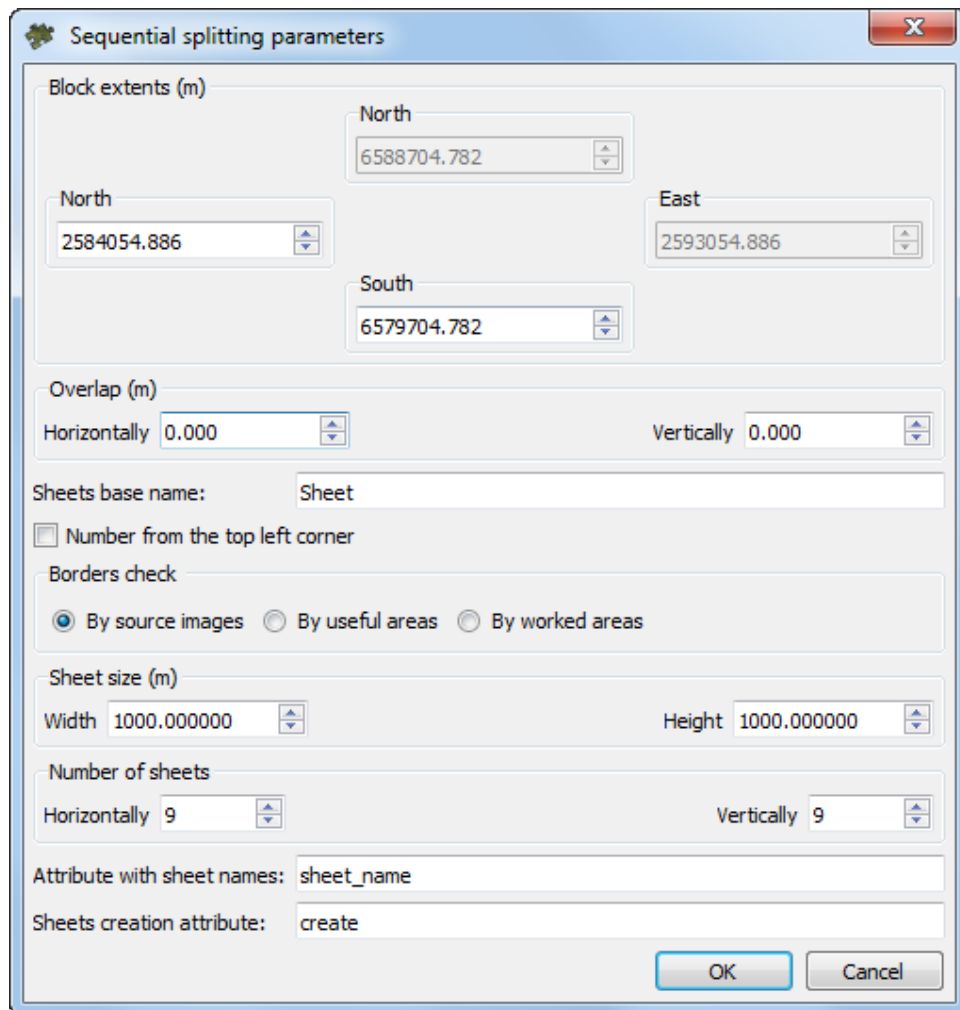 Sequential splitting parameters
Block extents (m)
North
6588704.782
North
East
2584054.886
2593054.886
South
6579704.782
Overlap (m)
Horizontally 0.000 Vertically 0.000
Sheets base name: Sheet
Number from the top left corner
Borders check
By source images By useful areas By worked areas
Sheet size (m)
Width 1000.000000 Height 1000.000000
Number of sheets
Horizontally 9 Vertically 9
Attribute with sheet names: sheet_name
Sheets creation attribute: create
OK Cancel